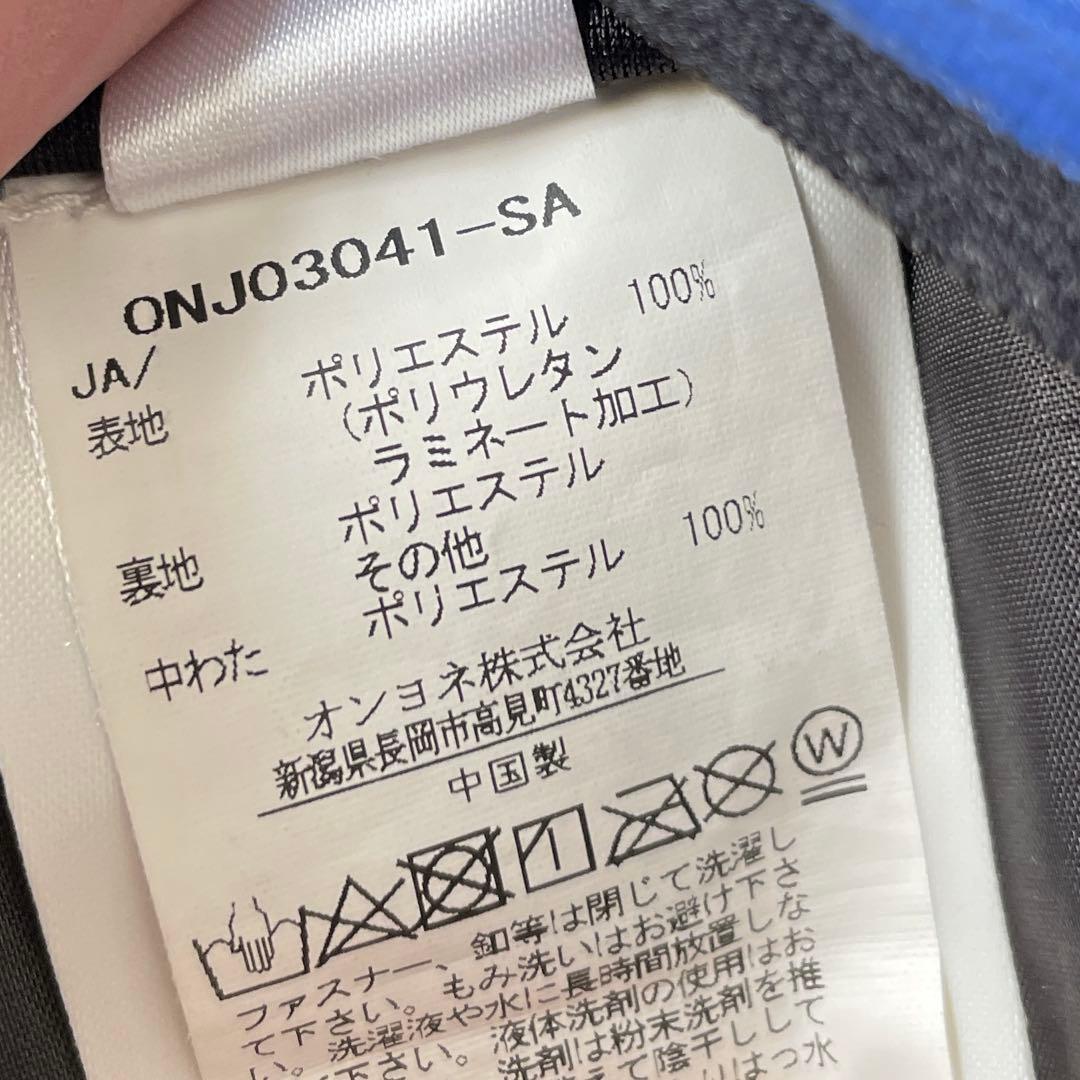 ONJ03041-SA
JA/
表地 ポリエステル 100%
(ポリウレタン
ラミネート加工)
裏地 ポリエステル
その他
中わた ポリエステル 100%
オンヨネ株式会社
新潟県長岡市高見町4327番地
中国製
W
ファスナー、釦等は閉じて洗濯し
て下さい。もみ洗いはお避け下さ
い。洗濯液や水に長時間放置しな
下さい。液体洗剤の使用はお
洗剤は粉末洗剤を推
えて陰干しして
はっ水